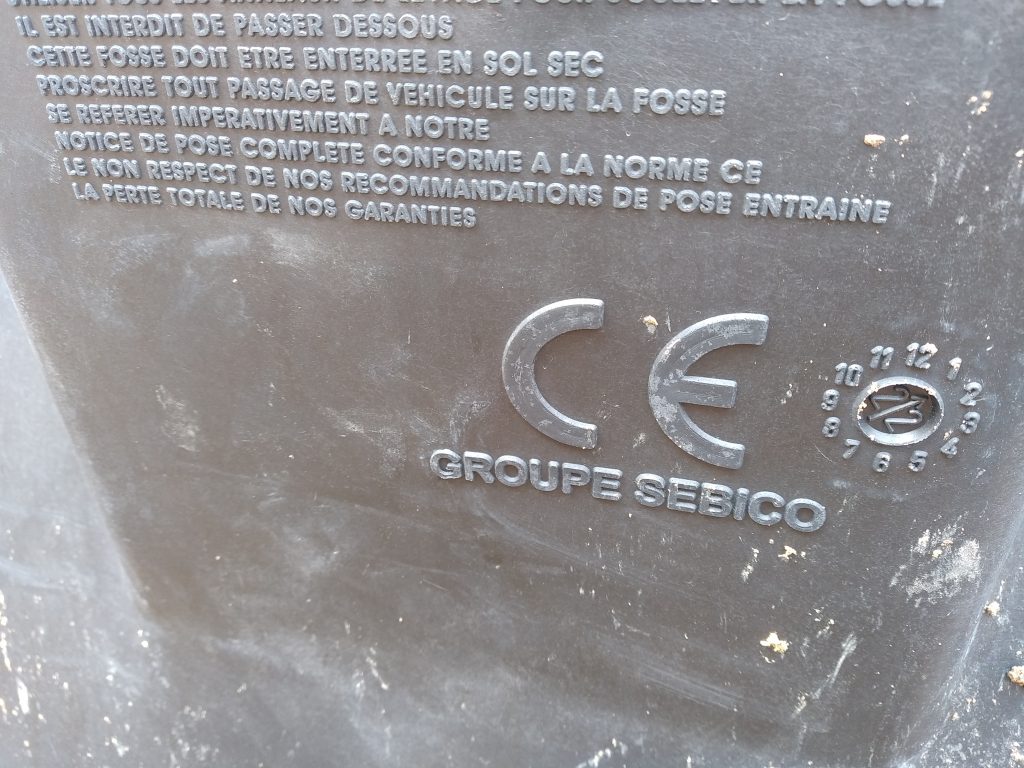 IL EST INTERDIT DE PASSER DESSOUS
CETTE FOSSE DOIT ETRE ENTERREE EN SOL SEC
PROSCRIRE TOUT PASSAGE DE VEHICULE SUR LA FOSSE
SE REFERER IMPERATIVEMENT A NOTRE
NOTICE DE POSE COMPLETE CONFORME A LA NORME CE
LE NON RESPECT DE NOS RECOMMANDATIONS DE POSE ENTRAINE
LA PERTE TOTALE DE NOS GARANTIES
CE
GROUPE SEBICO
1 2 3 4 5 6 7 8 9 10 11 12
23